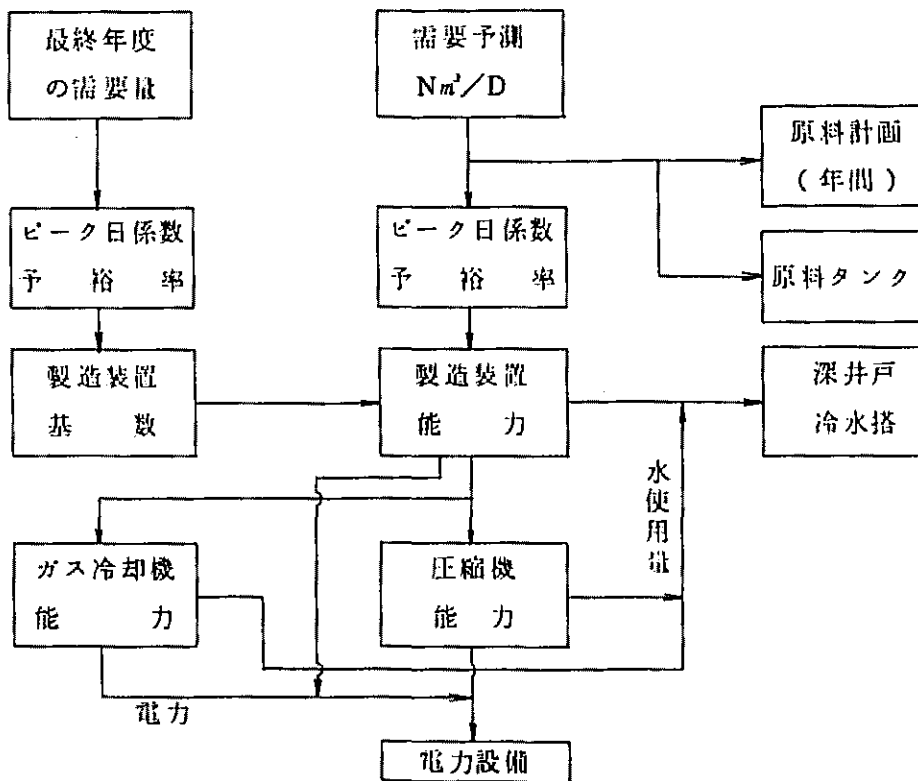 最終年度
の需要量
需要予測
N㎥/D
原料計画
(年間)
ピーク日係数
予裕率
ピーク日係数
予裕率
原料タンク
製造装置
基数
製造装置
能力
深井戸
冷水搭
水使用量
ガス冷却機
能力
圧縮機
能力
電力
電力設備